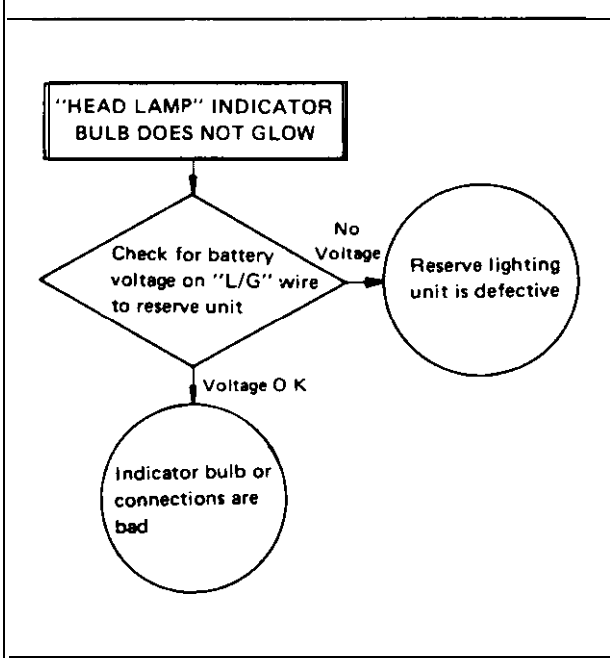 "HEAD LAMP" INDICATOR
BULB DOES NOT GLOW
Check for battery
voltage on "L/G" wire
to reserve unit
No
Voltage
Reserve lighting
unit is defective
Voltage O K
Indicator bulb or
connections are
bad